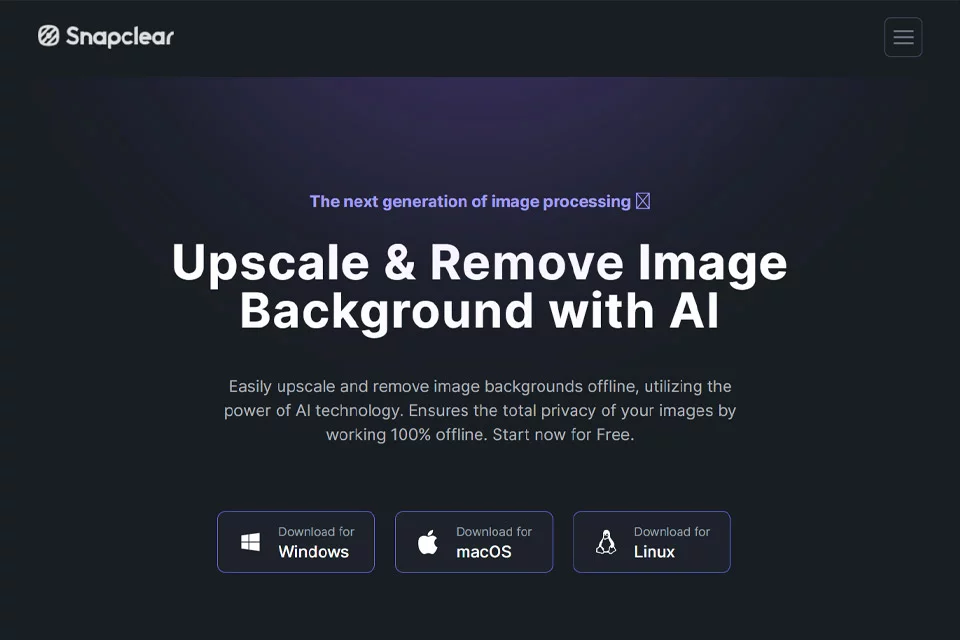 Snapclear
The next generation of image processing
Upscale & Remove Image
Background with AI
Easily upscale and remove image backgrounds offline, utilizing the
power of AI technology. Ensures the total privacy of your images by
working 100% offline. Start now for Free.
Download for
Windows
Download for
macOS
Download for
Linux